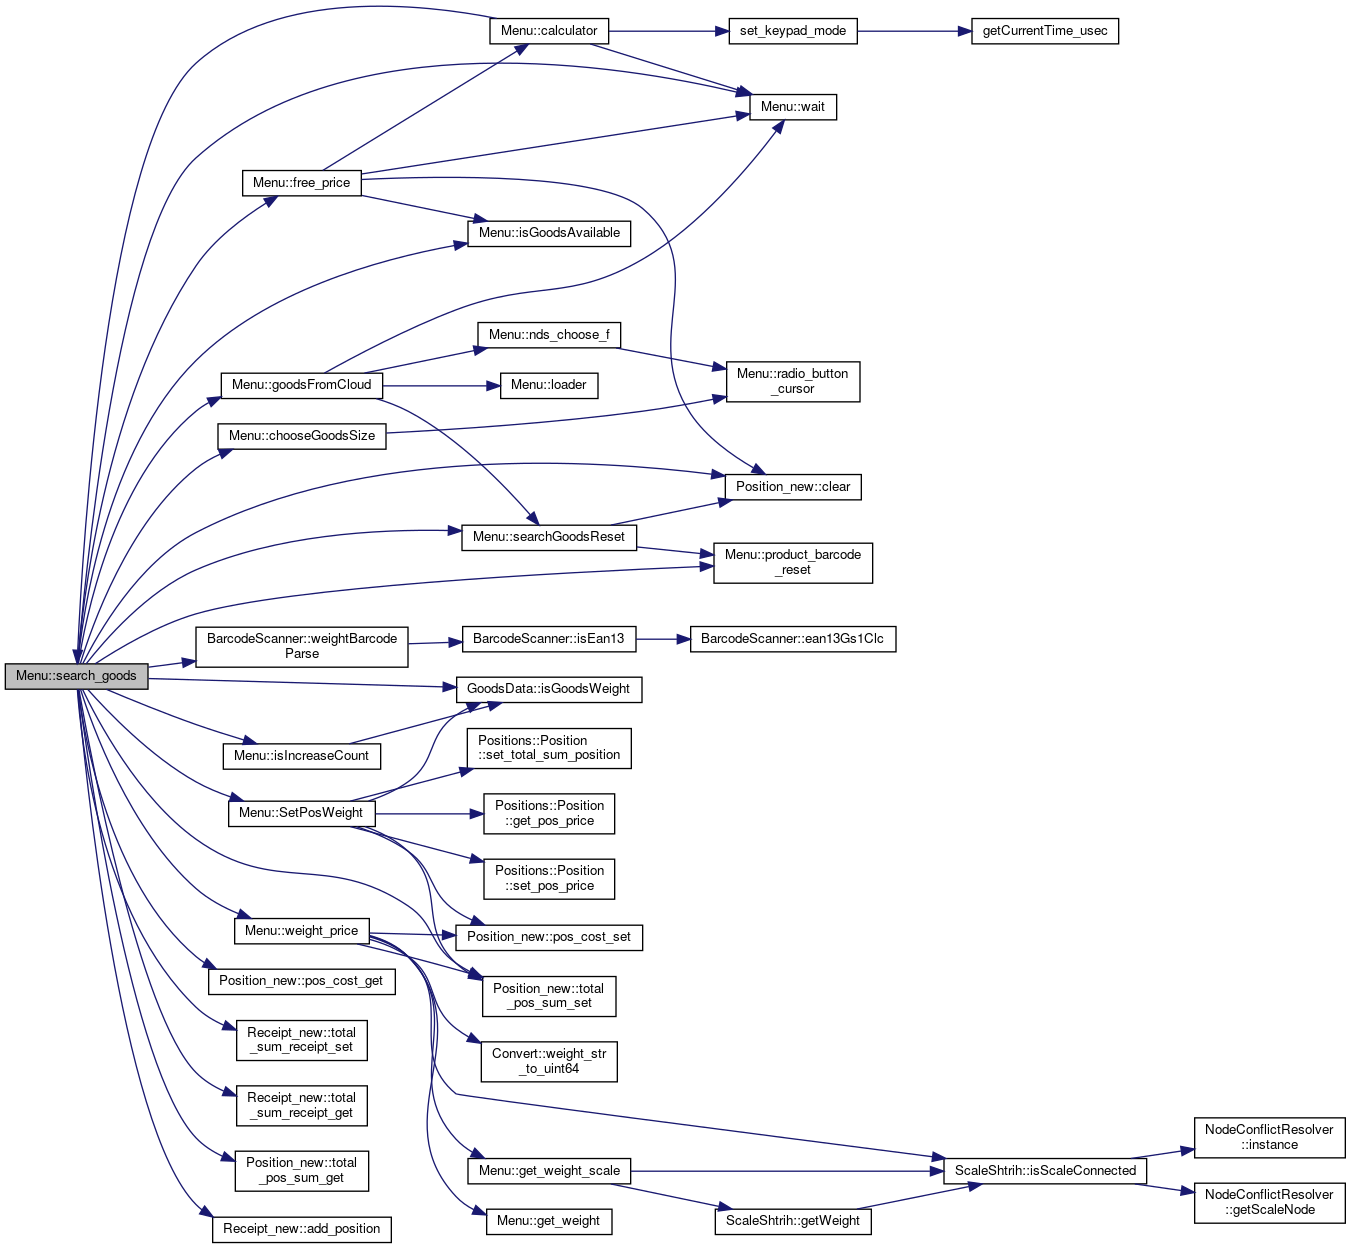 Menu::calculator
set_keypad_mode
getCurrentTime_usec
Menu::wait
Menu::free_price
Menu::isGoodsAvailable
Menu::nds_choose_f
Menu::radio_button
_cursor
Menu::goodsFromCloud
Menu::loader
Menu::chooseGoodsSize
Position_new::clear
Menu::searchGoodsReset
Menu::product_barcode
_reset
BarcodeScanner::weightBarcode
Parse
BarcodeScanner::isEan13
BarcodeScanner::ean13Gs1Clc
Menu::search_goods
GoodsData::isGoodsWeight
Menu::isIncreaseCount
Positions::Position
::set_total_sum_position
Menu::SetPosWeight
Positions::Position
::get_pos_price
Positions::Position
::set_pos_price
Menu::weight_price
Position_new::pos_cost_set
Position_new::pos_cost_get
Position_new::total
_pos_sum_set
Receipt_new::total
_sum_receipt_set
Convert::weight_str
_to_uint64
Receipt_new::total
_sum_receipt_get
NodeConflictResolver
::instance
Position_new::total
_pos_sum_get
Menu::get_weight_scale
ScaleShtrih::isScaleConnected
NodeConflictResolver
::getScaleNode
Receipt_new::add_position
Menu::get_weight
ScaleShtrih::getWeight